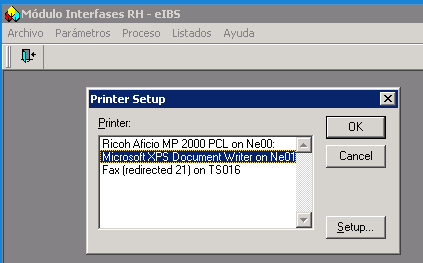 Módulo Interfases RH - eIBS
Archivo Parámetros Proceso Listados Ayuda
Printer Setup
Printer:
Ricoh Aficio MP 2000 PCL on Ne00:
Microsoft XPS Document Writer on Ne01
Fax (redirected 21) on TS016
OK
Cancel
Setup...